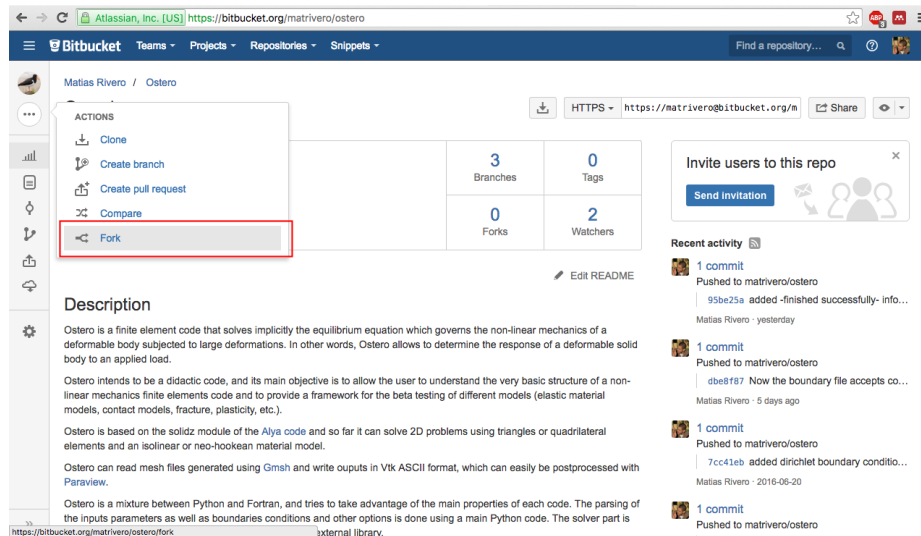 Atlassian, Inc. [US] https://bitbucket.org/matrivero/ostero
ABP
Bitbucket Teams Projects Repositories Snippets Find a repository...
Matias Rivero / Ostero
HTTPS https://matrivero@bitbucket.org/m Share
ACTIONS
Clone
Create branch
Create pull request
Compare
Fork
3
Branches
0
Tags
0
Forks
2
Watchers
Edit README
Invite users to this repo
Send invitation
Recent activity
1 commit
Pushed to matrivero/ostero
95be25a added -finished successfully- info...
Matias Rivero · yesterday
1 commit
Pushed to matrivero/ostero
dbe8f87 Now the boundary file accepts co...
Matias Rivero · 5 days ago
1 commit
Pushed to matrivero/ostero
7cc41eb added dirichlet boundary conditio...
Matias Rivero · 2016-06-20
1 commit
Pushed to matrivero/ostero
Description
Ostero is a finite element code that solves implicitly the equilibrium equation which governs the non-linear mechanics of a
deformable body subjected to large deformations. In other words, Ostero allows to determine the response of a deformable solid
body to an applied load.
Ostero intends to be a didactic code, and its main objective is to allow the user to understand the very basic structure of a non-
linear mechanics finite elements code and to provide a framework for the beta testing of different models (elastic material
models, contact models, fracture, plasticity, etc.).
Ostero is based on the solidz module of the Alya code and so far it can solve 2D problems using triangles or quadrilateral
elements and an isolinear or neo-hookean material model.
Ostero can read mesh files generated using Gmsh and write ouputs in Vtk ASCII format, which can easily be postprocessed with
Paraview.
Ostero is a mixture between Python and Fortran, and tries to take advantage of the main properties of each code. The parsing of
the inputs parameters as well as boundaries conditions and other options is done using a main Python code. The solver part is
external library.
https://bitbucket.org/matrivero/ostero/fork